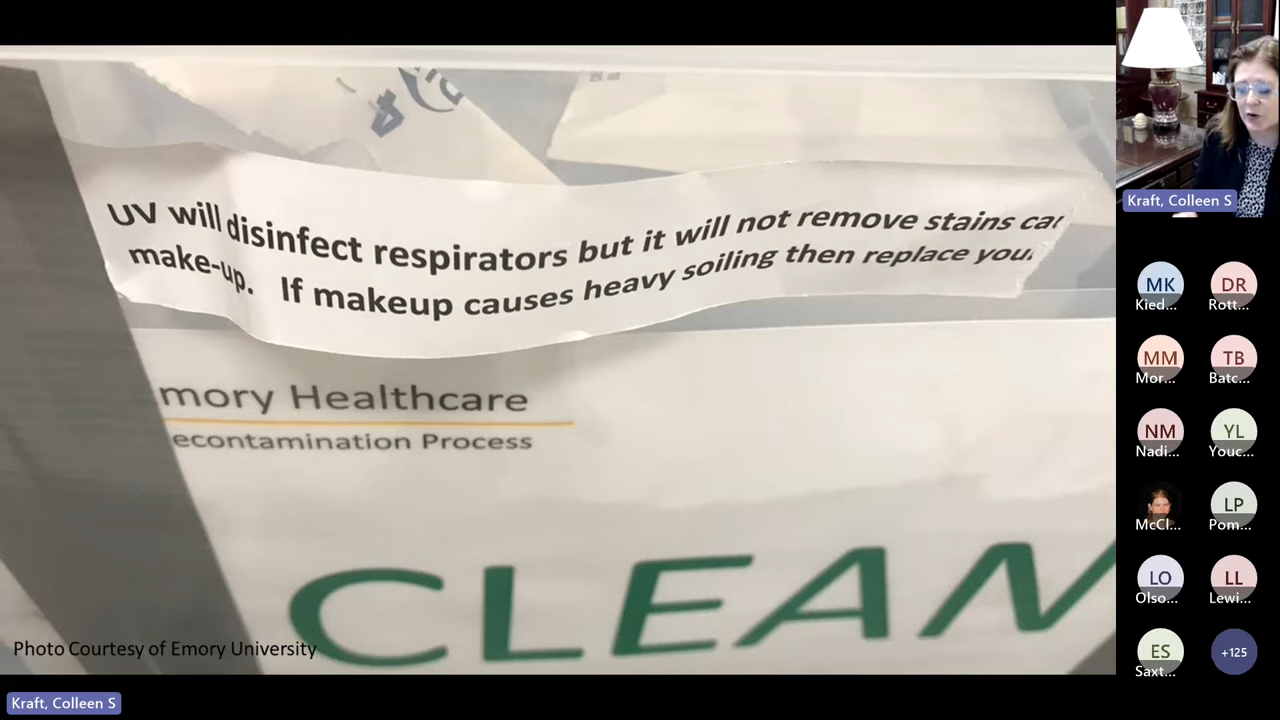 UV will disinfect respirators but it will not remove stains
make-up. If makeup causes heavy soiling then replace
mory Healthcare
econtamination Process
CLEAN
Photo Courtesy of Emory University
Kraft, Colleen S
Kraft, Colleen S
MK
DR
Kied...
Rott...
MM
TB
Mor...
Batc...
NM
YL
Nadi...
Youc...
LP
McCl...
Pom...
LO
LL
Olso...
Lewi...
ES
+125
Saxt...